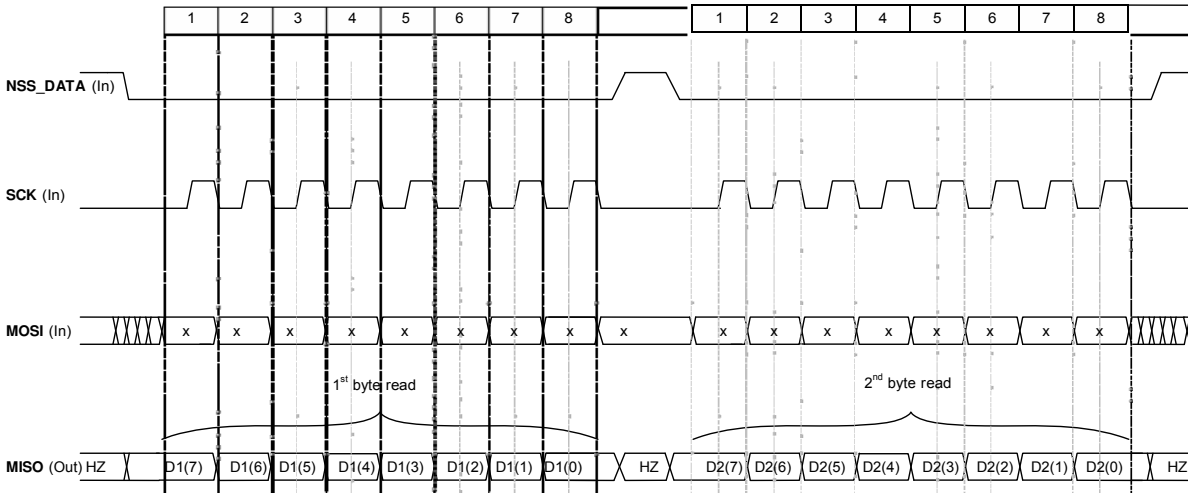 1 2 3 4 5 6 7 8 1 2 3 4 5 6 7 8
NSS_DATA (In)
SCK (In)
MOSI (In) x x x x x x x x x x x x x x x x x
1st byte read 2nd byte read
MISO (Out) HZ D1(7) D1(6) D1(5) D1(4) D1(3) D1(2) D1(1) D1(0) HZ D2(7) D2(6) D2(5) D2(4) D2(3) D2(2) D2(1) D2(0) HZ